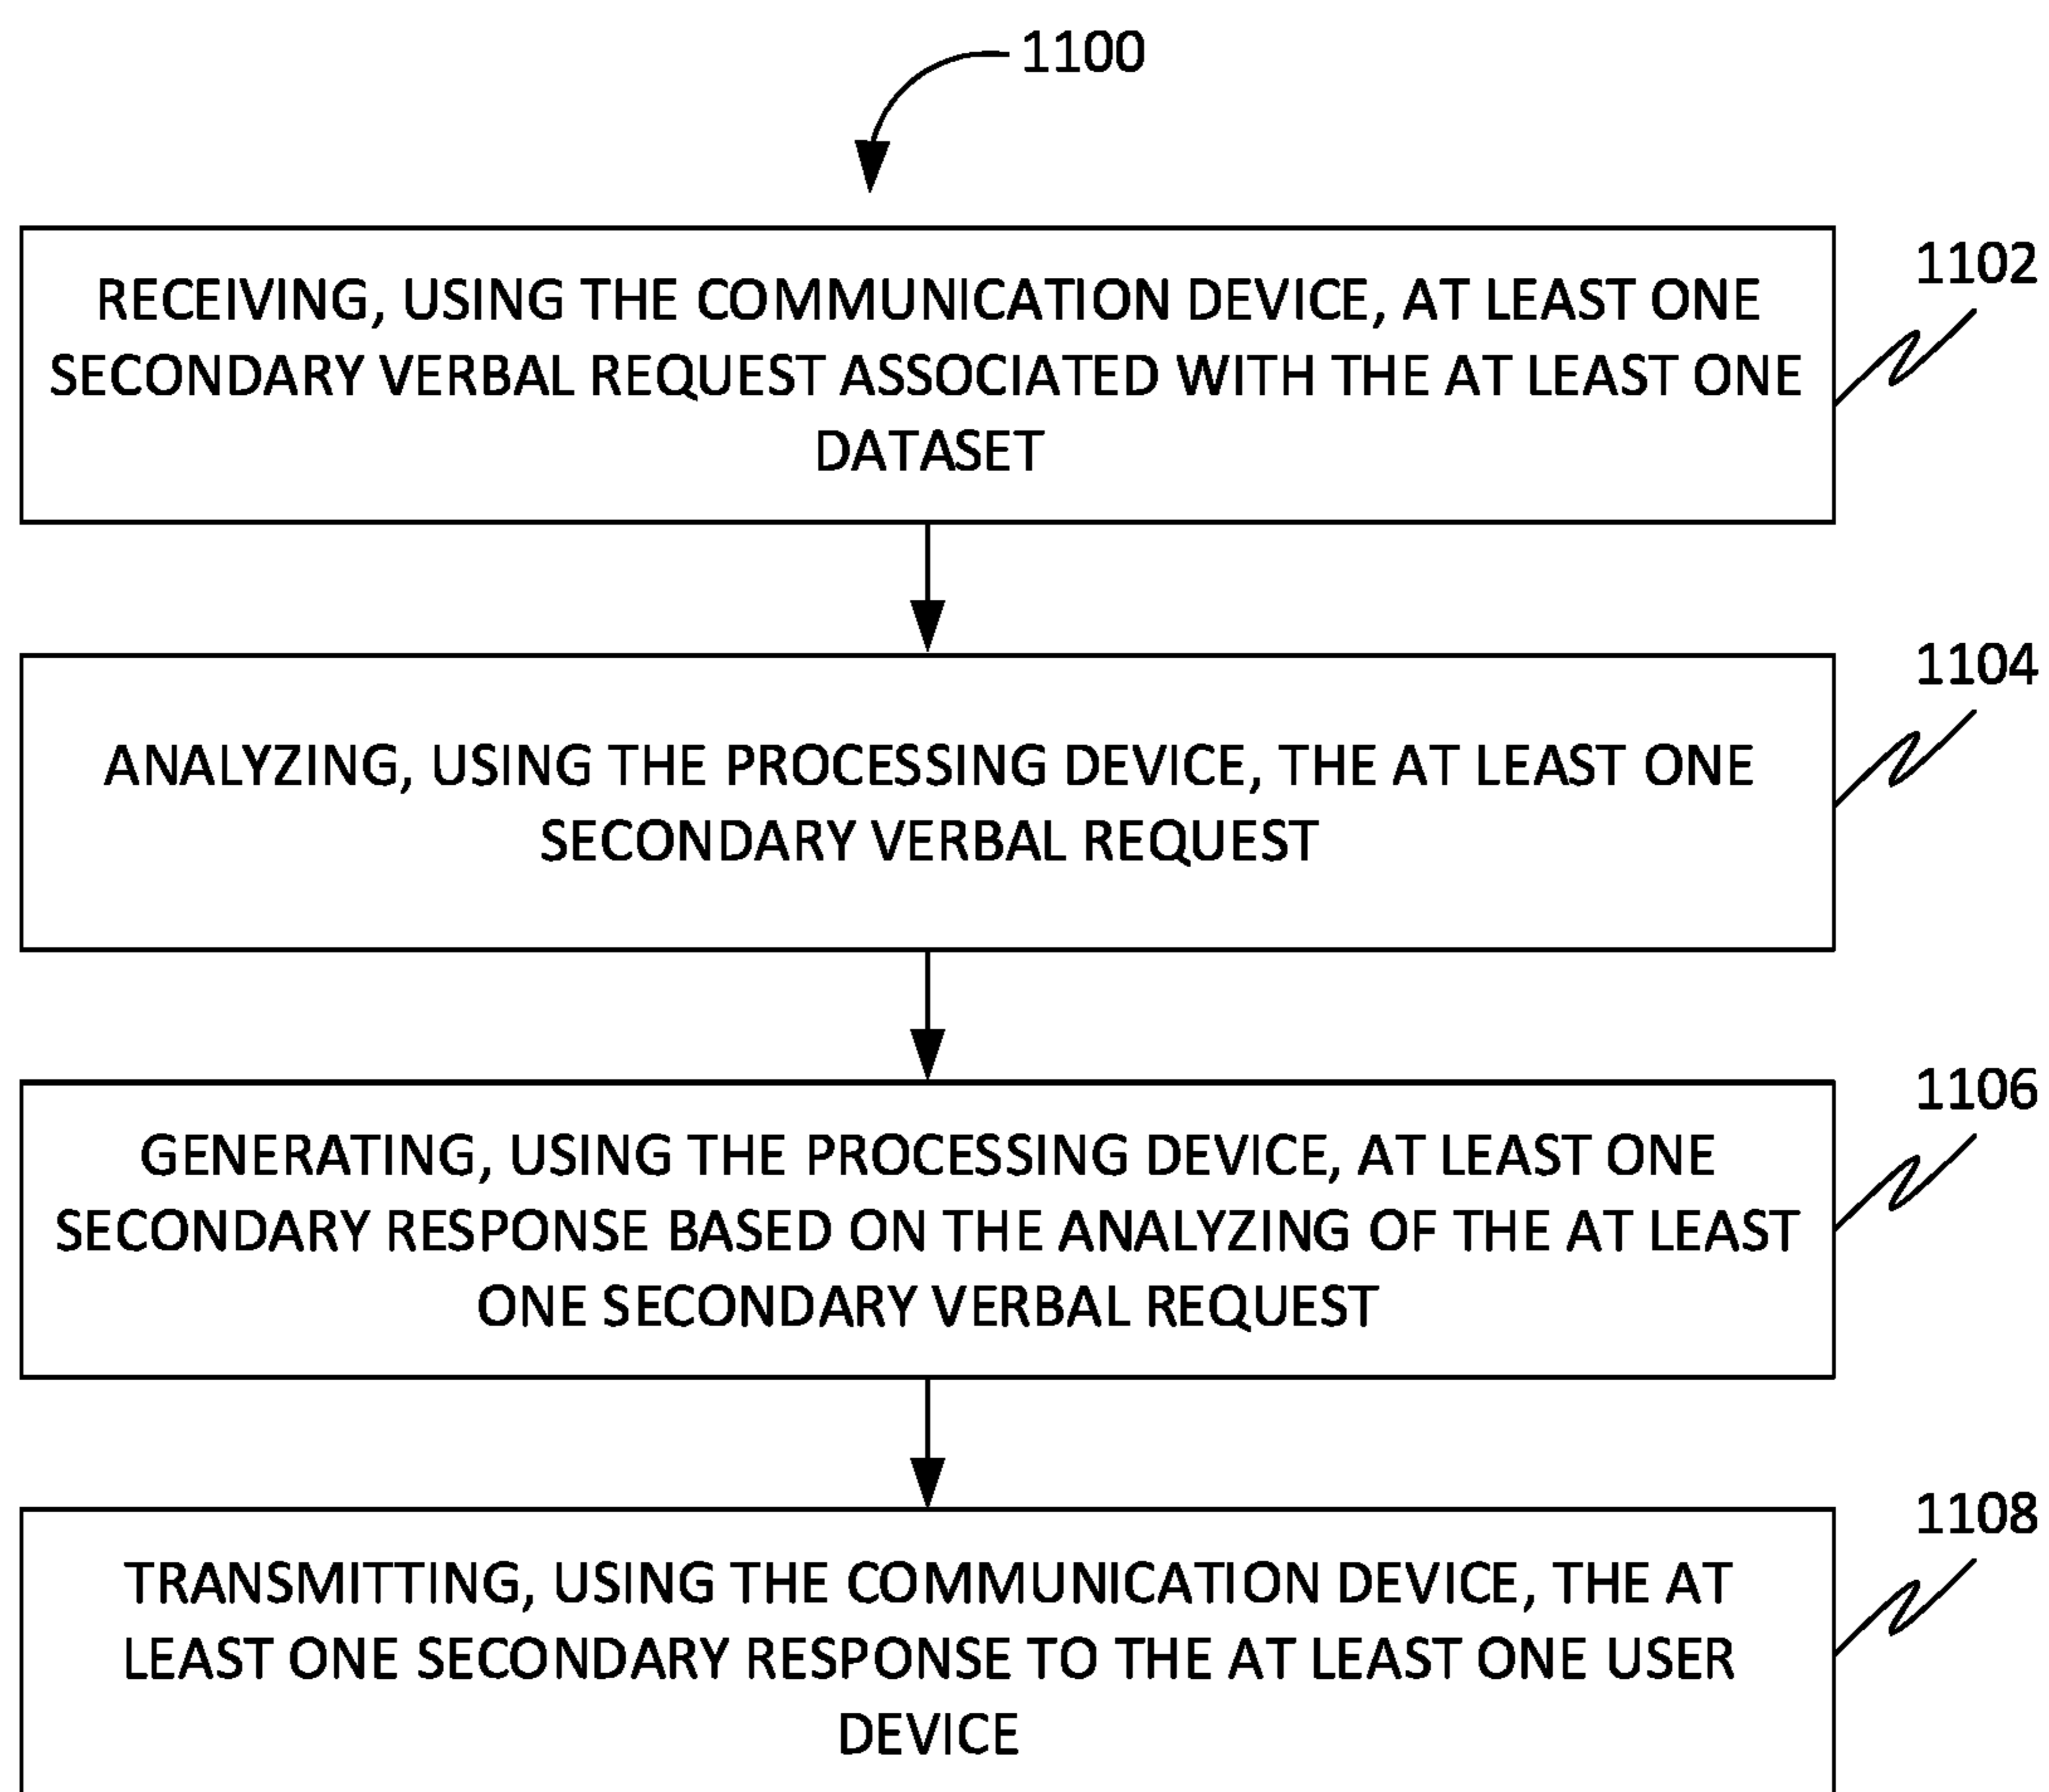 1100
1102
RECEIVING, USING THE COMMUNICATION DEVICE, AT LEAST ONE
SECONDARY VERBAL REQUEST ASSOCIATED WITH THE AT LEAST ONE
DATASET
1104
ANALYZING, USING THE PROCESSING DEVICE, THE AT LEAST ONE
SECONDARY VERBAL REQUEST
1106
GENERATING, USING THE PROCESSING DEVICE, AT LEAST ONE
SECONDARY RESPONSE BASED ON THE ANALYZING OF THE AT LEAST
ONE SECONDARY VERBAL REQUEST
1108
TRANSMITTING, USING THE COMMUNICATION DEVICE, THE AT
LEAST ONE SECONDARY RESPONSE TO THE AT LEAST ONE USER
DEVICE